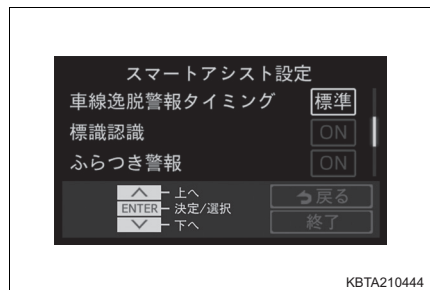 スマートアシスト設定
車線逸脱警報タイミング 標準
標識認識 ON
ふらつき警報 ON
上へ
ENTER 決定/選択
下へ
戻る
終了
KBTA210444